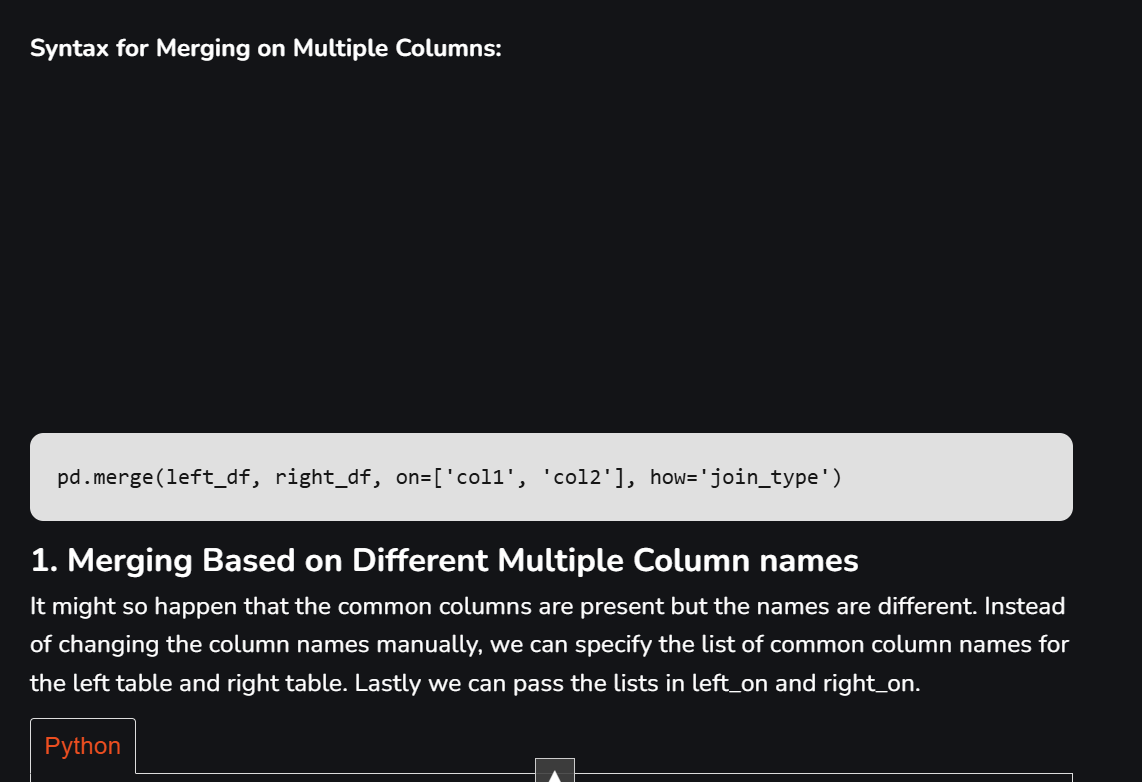 Syntax for Merging on Multiple Columns:
pd.merge(left_df, right_df, on=['col1', 'col2'], how='join_type')
1. Merging Based on Different Multiple Column names
It might so happen that the common columns are present but the names are different. Instead
of changing the column names manually, we can specify the list of common column names for
the left table and right table. Lastly we can pass the lists in left_on and right_on.
Python